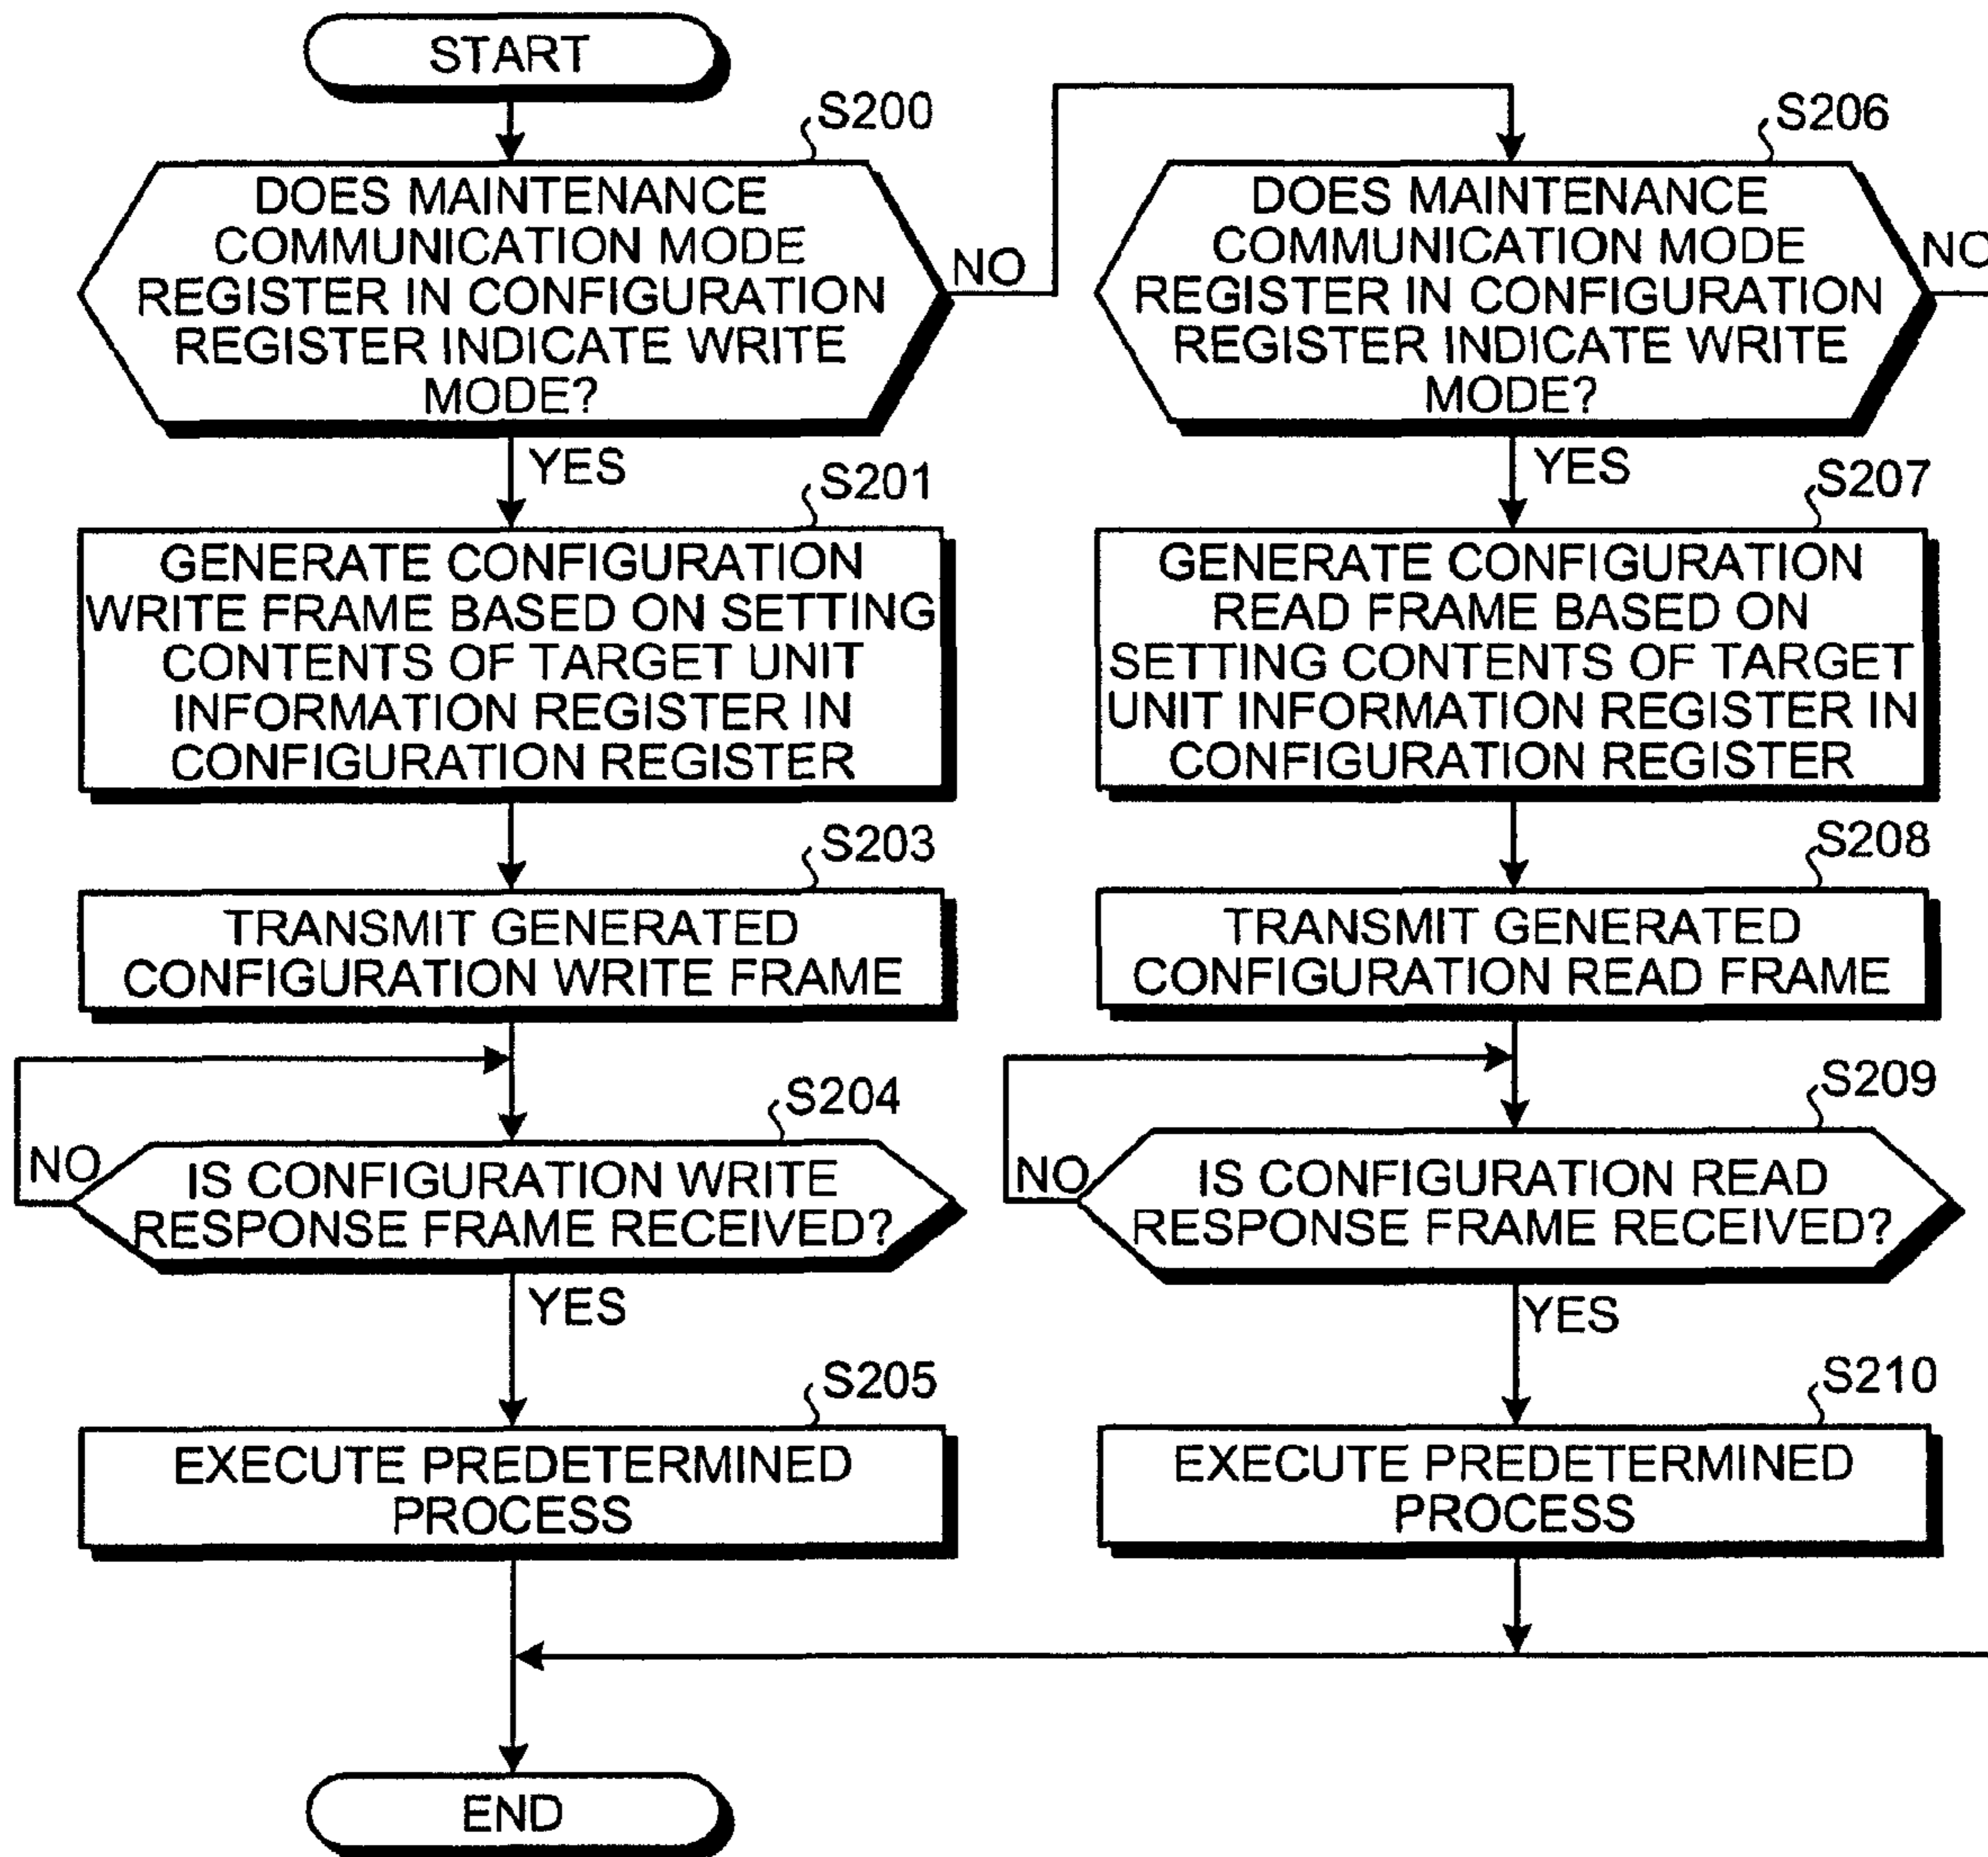 START
S200
DOES MAINTENANCE
COMMUNICATION MODE
REGISTER IN CONFIGURATION
REGISTER INDICATE WRITE
MODE?
NO
YES
S201
GENERATE CONFIGURATION
WRITE FRAME BASED ON SETTING
CONTENTS OF TARGET UNIT
INFORMATION REGISTER IN
CONFIGURATION REGISTER
S203
TRANSMIT GENERATED
CONFIGURATION WRITE FRAME
S204
NO
IS CONFIGURATION WRITE
RESPONSE FRAME RECEIVED?
YES
S205
EXECUTE PREDETERMINED
PROCESS
END
S206
DOES MAINTENANCE
COMMUNICATION MODE
REGISTER IN CONFIGURATION
REGISTER INDICATE WRITE
MODE?
NO
YES
S207
GENERATE CONFIGURATION
READ FRAME BASED ON
SETTING CONTENTS OF TARGET
UNIT INFORMATION REGISTER IN
CONFIGURATION REGISTER
S208
TRANSMIT GENERATED
CONFIGURATION READ FRAME
S209
NO
IS CONFIGURATION READ
RESPONSE FRAME RECEIVED?
YES
S210
EXECUTE PREDETERMINED
PROCESS